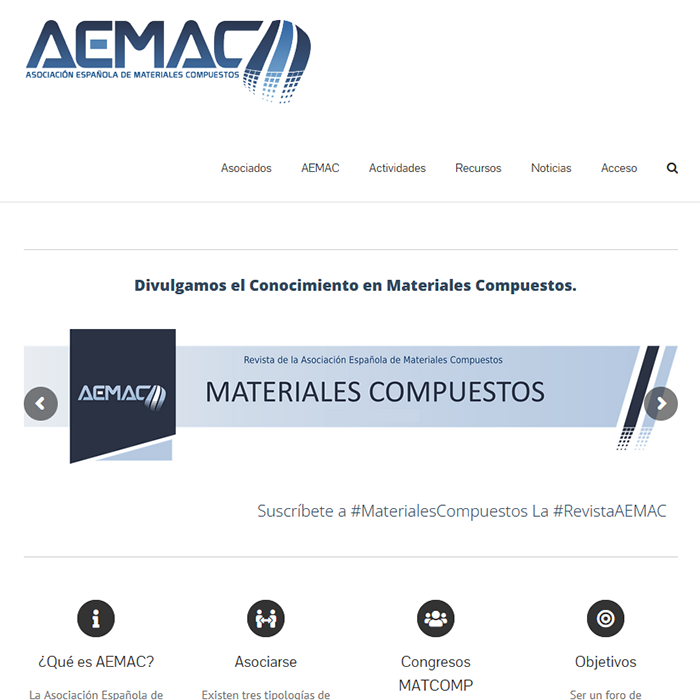 AEMAC
ASOCIACIÓN ESPAÑOLA DE MATERIALES COMPUESTOS
Asociados AEMAC Actividades Recursos Noticias Acceso
Divulgamos el Conocimiento en Materiales Compuestos.
Revista de la Asociación Española de Materiales Compuestos
AEMAC
MATERIALES COMPUESTOS
Suscríbete a #MaterialesCompuestos La #RevistaAEMAC
¿Qué es AEMAC?
La Asociación Española de
Asociarse
Existen tres tipologías de
Congresos
MATCOMP
Objetivos
Ser un foro de